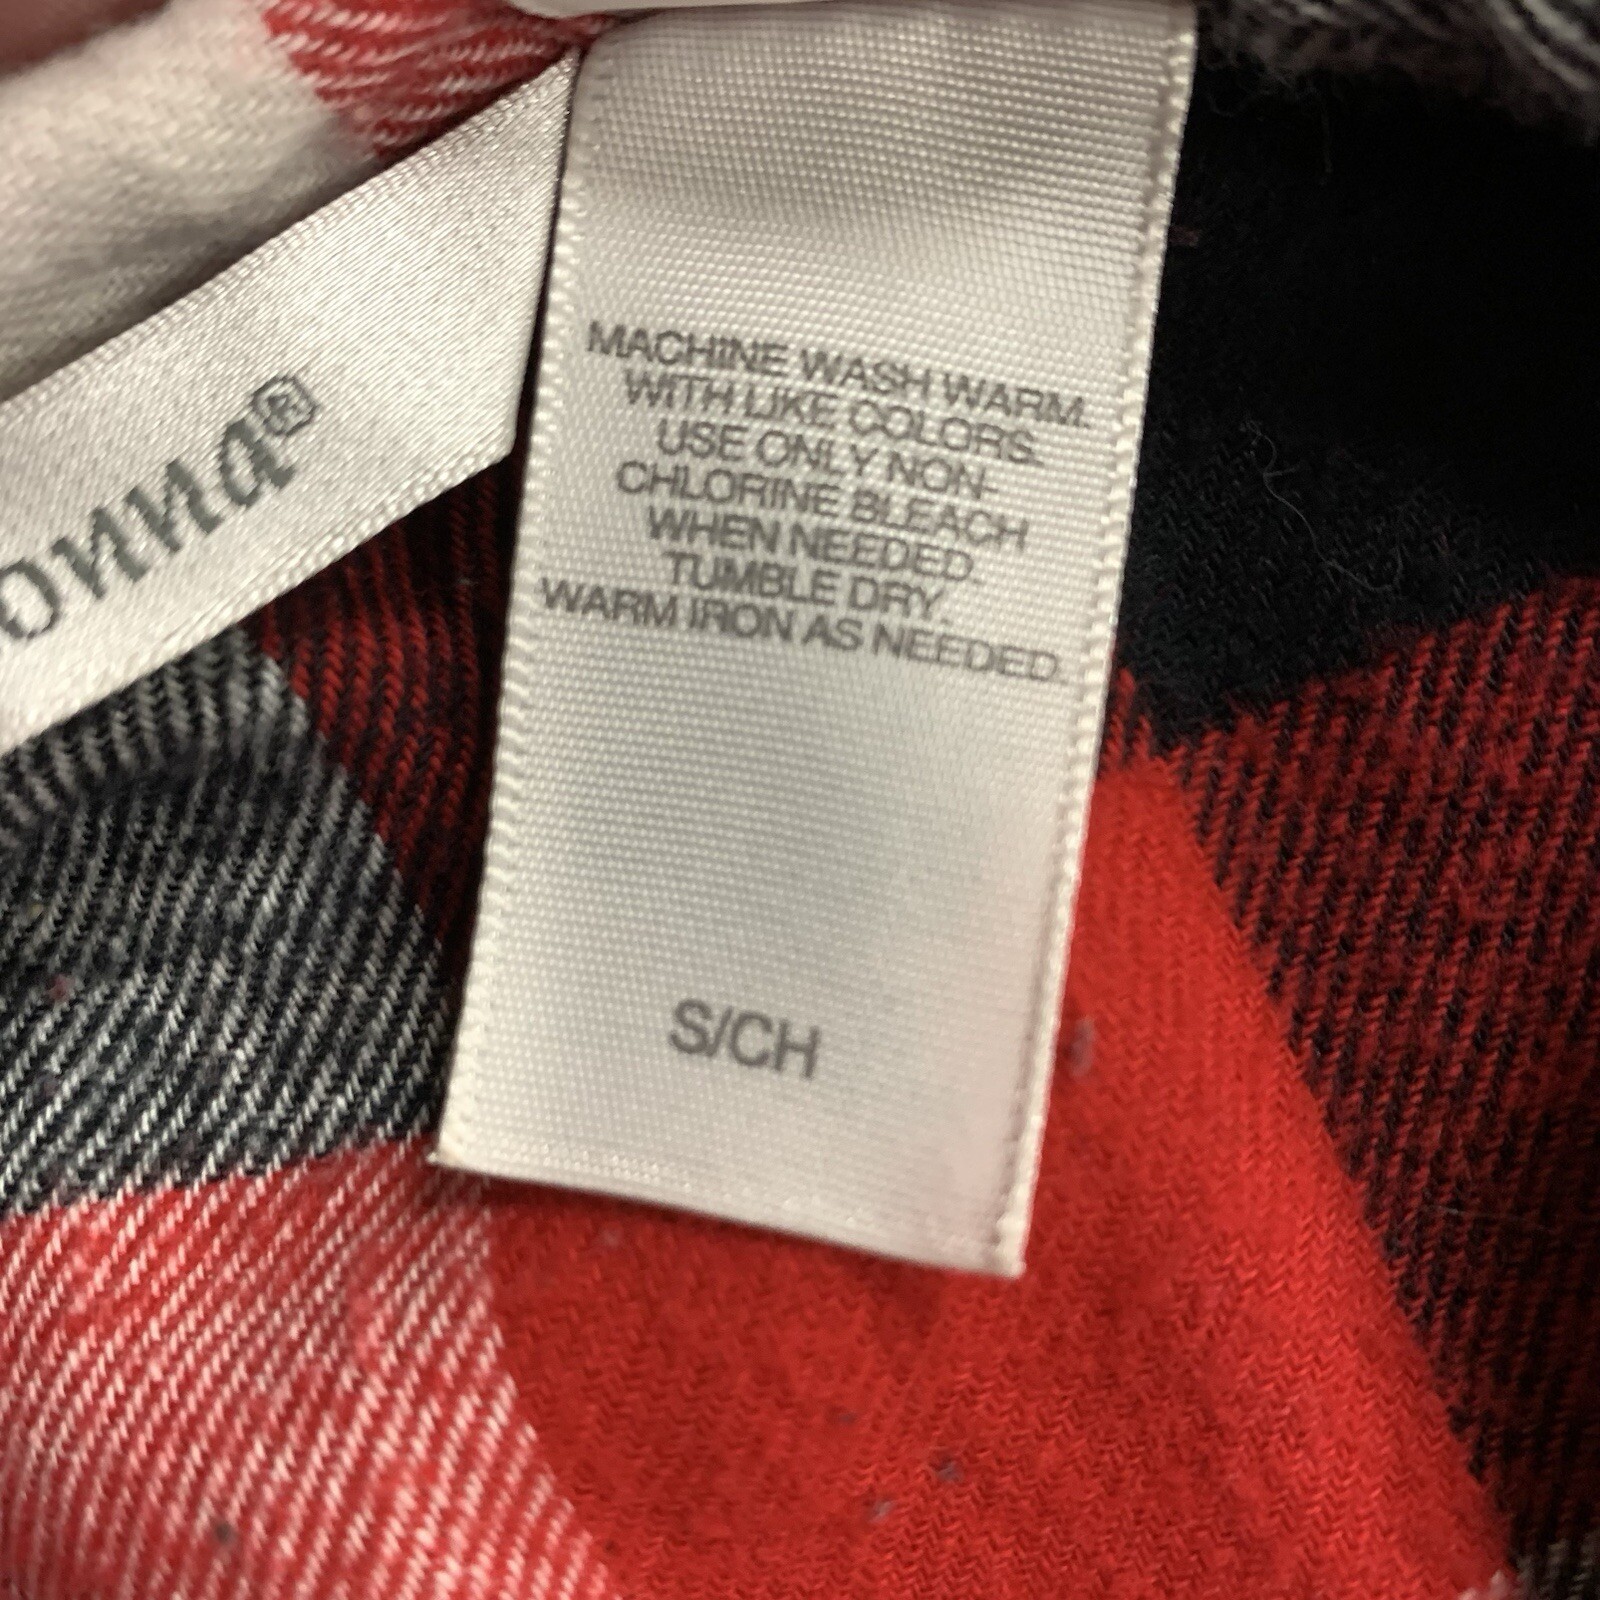 onna®
MACHINE WASH WARM.
WITH LIKE COLORS.
USE ONLY NON-
CHLORINE BLEACH
WHEN NEEDED.
TUMBLE DRY.
WARM IRON AS NEEDED.
S/CH